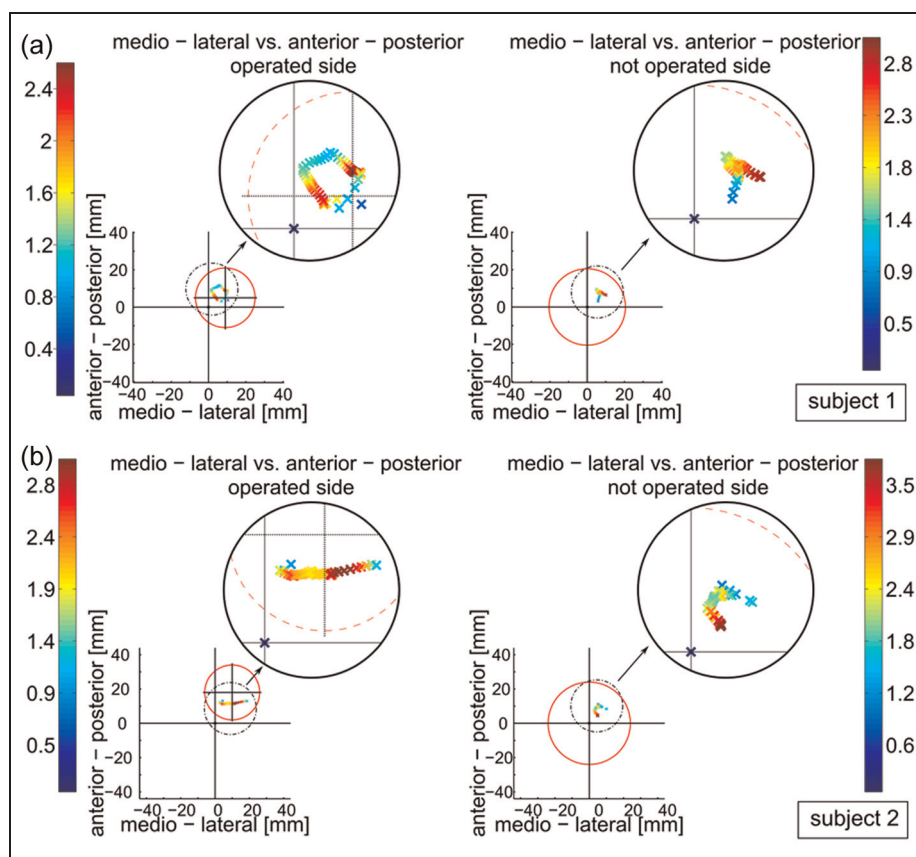 (a)
medio – lateral vs. anterior – posterior
operated side
medio – lateral vs. anterior – posterior
not operated side
2.4
2
1.6
1.2
0.8
0.4
2.8
2.4
1.9
1.4
0.9
0.5
anterior – posterior [mm]
40
20
0
−20
−40
−40 −20 0 20 40
medio – lateral [mm]
anterior – posterior [mm]
40
20
0
−20
−40
−40 −20 0 20 40
medio – lateral [mm]
subject 1
(b)
medio – lateral vs. anterior – posterior
operated side
medio – lateral vs. anterior – posterior
not operated side
2.8
2.4
1.9
1.4
0.9
0.5
3.5
2.9
2.4
1.8
1.2
0.6
anterior – posterior [mm]
40
20
0
−20
−40
−40 −20 0 20 40
medio – lateral [mm]
anterior – posterior [mm]
40
20
0
−20
−40
−40 −20 0 20 40
medio – lateral [mm]
subject 2